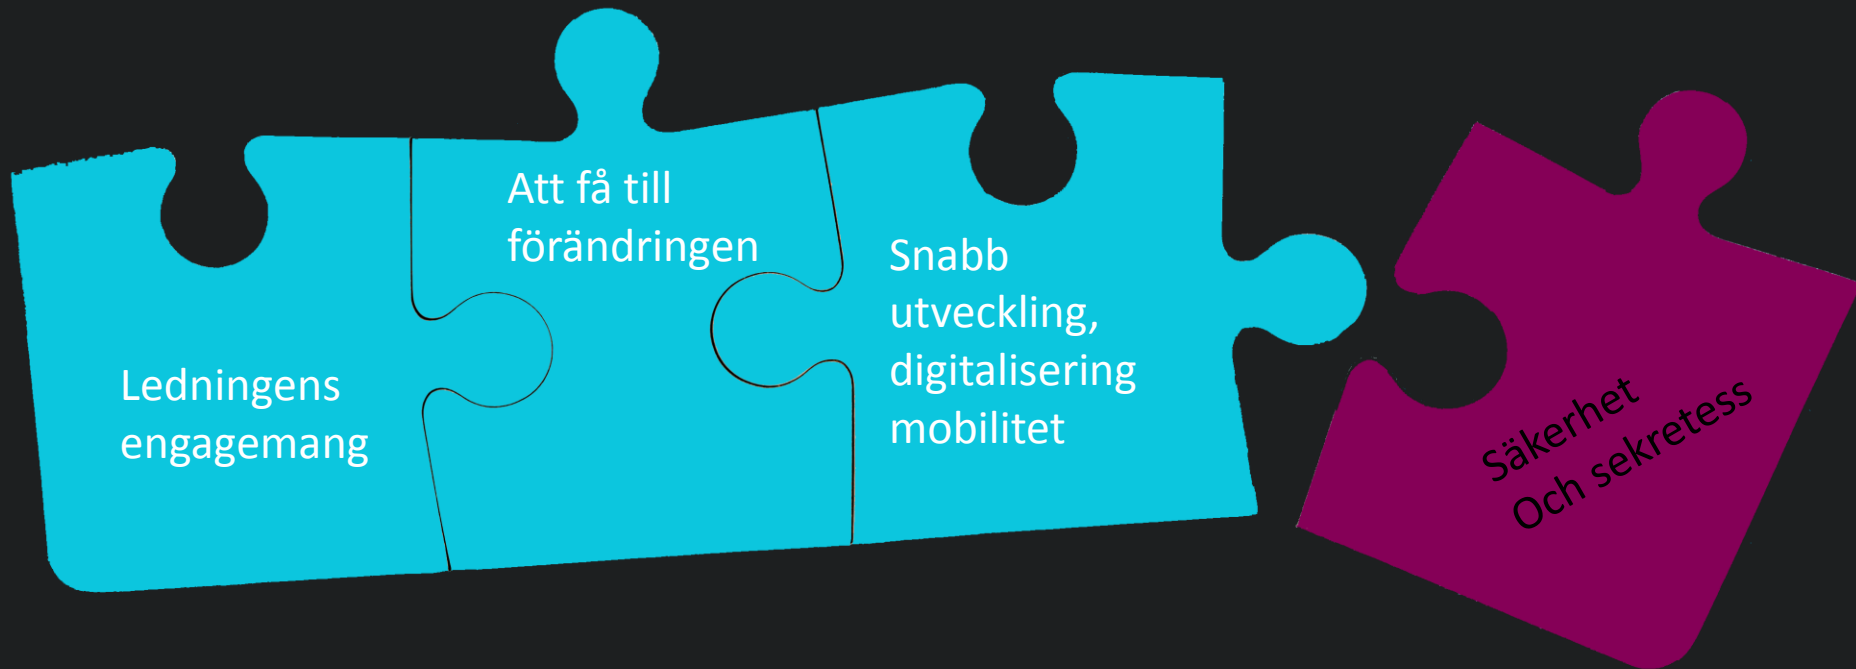 Ledningens
engagemang
Att få till
förändringen
Snabb
utveckling,
digitalisering
mobilitet
Säkerhet
Och sekretess